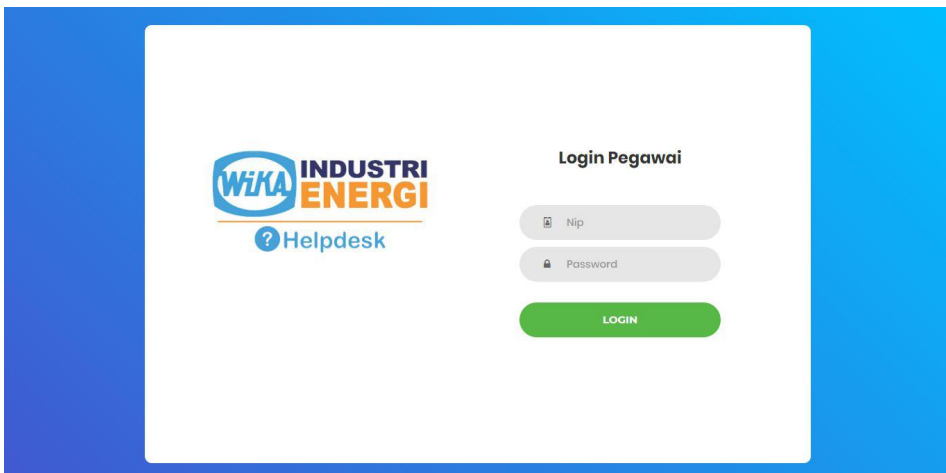 WIKA INDUSTRI
ENERGI
? Helpdesk
Login Pegawai
Nip
Password
LOGIN